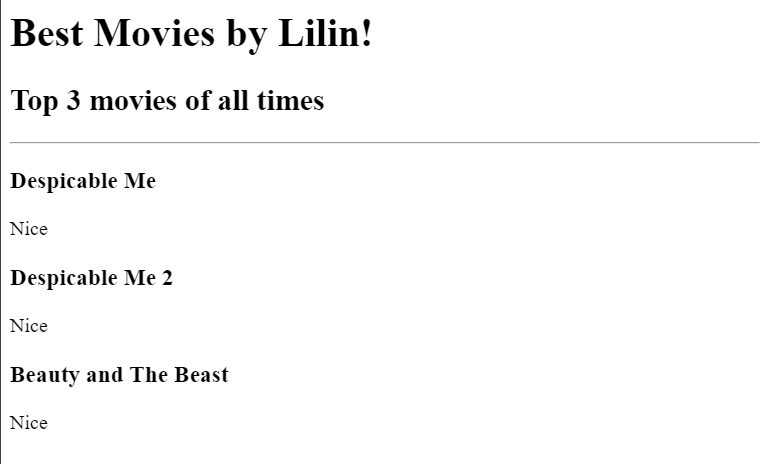 Best Movies by Lilin!
Top 3 movies of all times
Despicable Me
Nice
Despicable Me 2
Nice
Beauty and The Beast
Nice